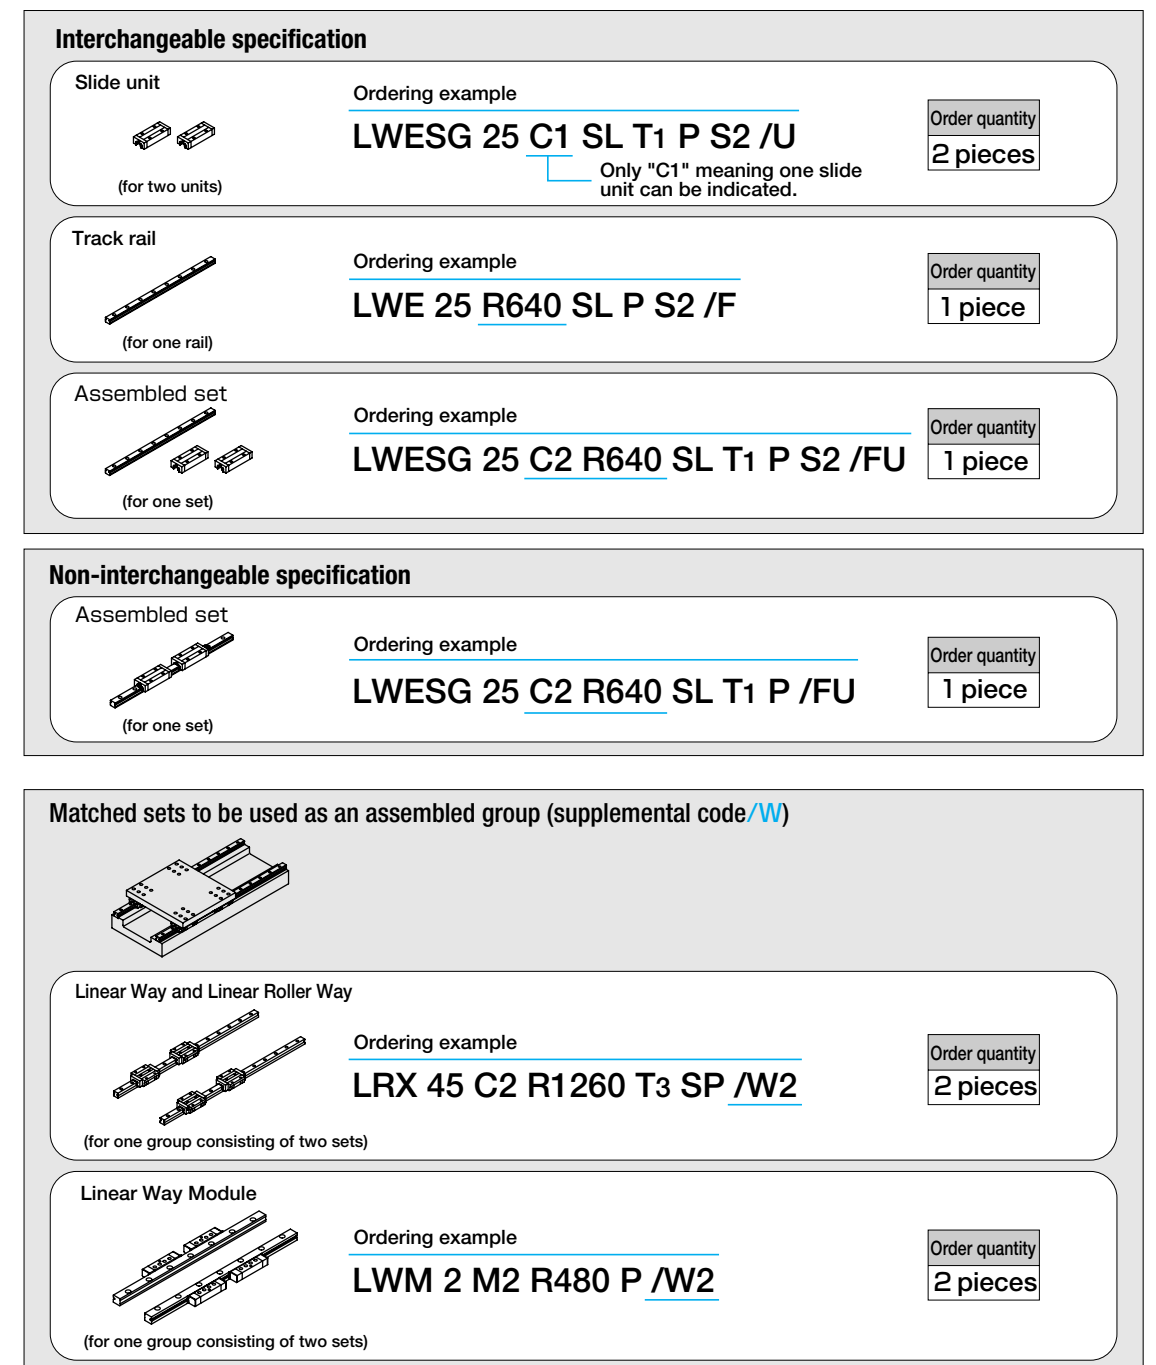 Interchangeable specification
Slide unit
Ordering example
LWESG 25 C1 SL T1 P S2 /U
Only "C1" meaning one slide
unit can be indicated.
(for two units)
Order quantity
2 pieces
Track rail
Ordering example
LWE 25 R640 SL P S2 /F
(for one rail)
Order quantity
1 piece
Assembled set
Ordering example
LWESG 25 C2 R640 SL T1 P S2 /FU
(for one set)
Order quantity
1 piece
Non-interchangeable specification
Assembled set
Ordering example
LWESG 25 C2 R640 SL T1 P /FU
(for one set)
Order quantity
1 piece
Matched sets to be used as an assembled group (supplemental code/W)
Linear Way and Linear Roller Way
Ordering example
LRX 45 C2 R1260 T3 SP /W2
(for one group consisting of two sets)
Order quantity
2 pieces
Linear Way Module
Ordering example
LWM 2 M2 R480 P /W2
(for one group consisting of two sets)
Order quantity
2 pieces